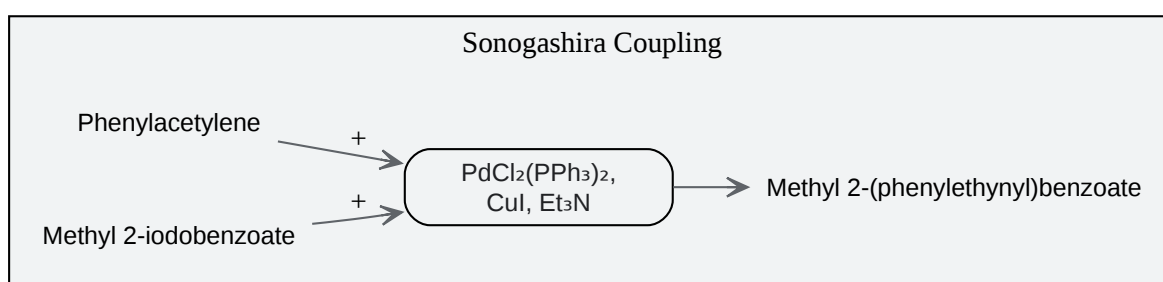 Sonogashira Coupling
Phenylacetylene
+
PdCl₂(PPh₃)₂,
CuI, Et₃N
Methyl 2-(phenylethynyl)benzoate
+
Methyl 2-iodobenzoate